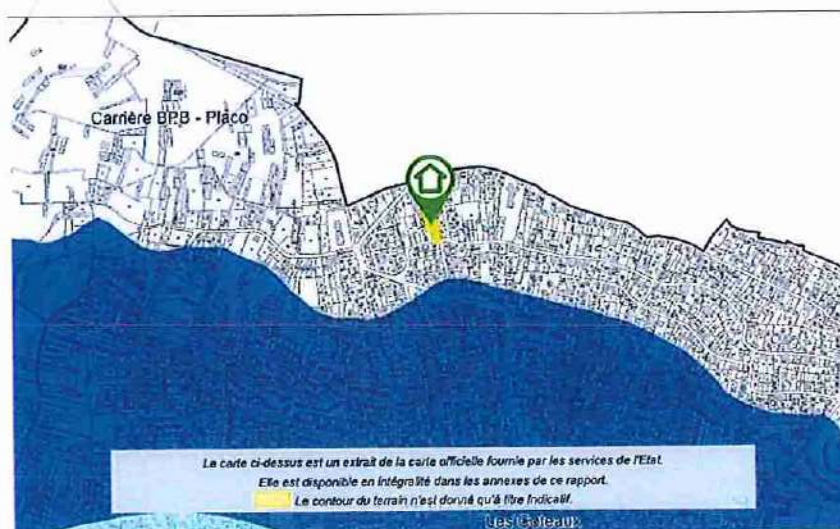 Carrière BPB - Placo
La carte ci-dessus est un extrait de la carte officielle fournie par les services de l'Etat.
Elle est disponible en intégralité dans les annexes de ce rapport.
Le contour du terrain n'est donné qu'à titre indicatif.
Les Coteaux